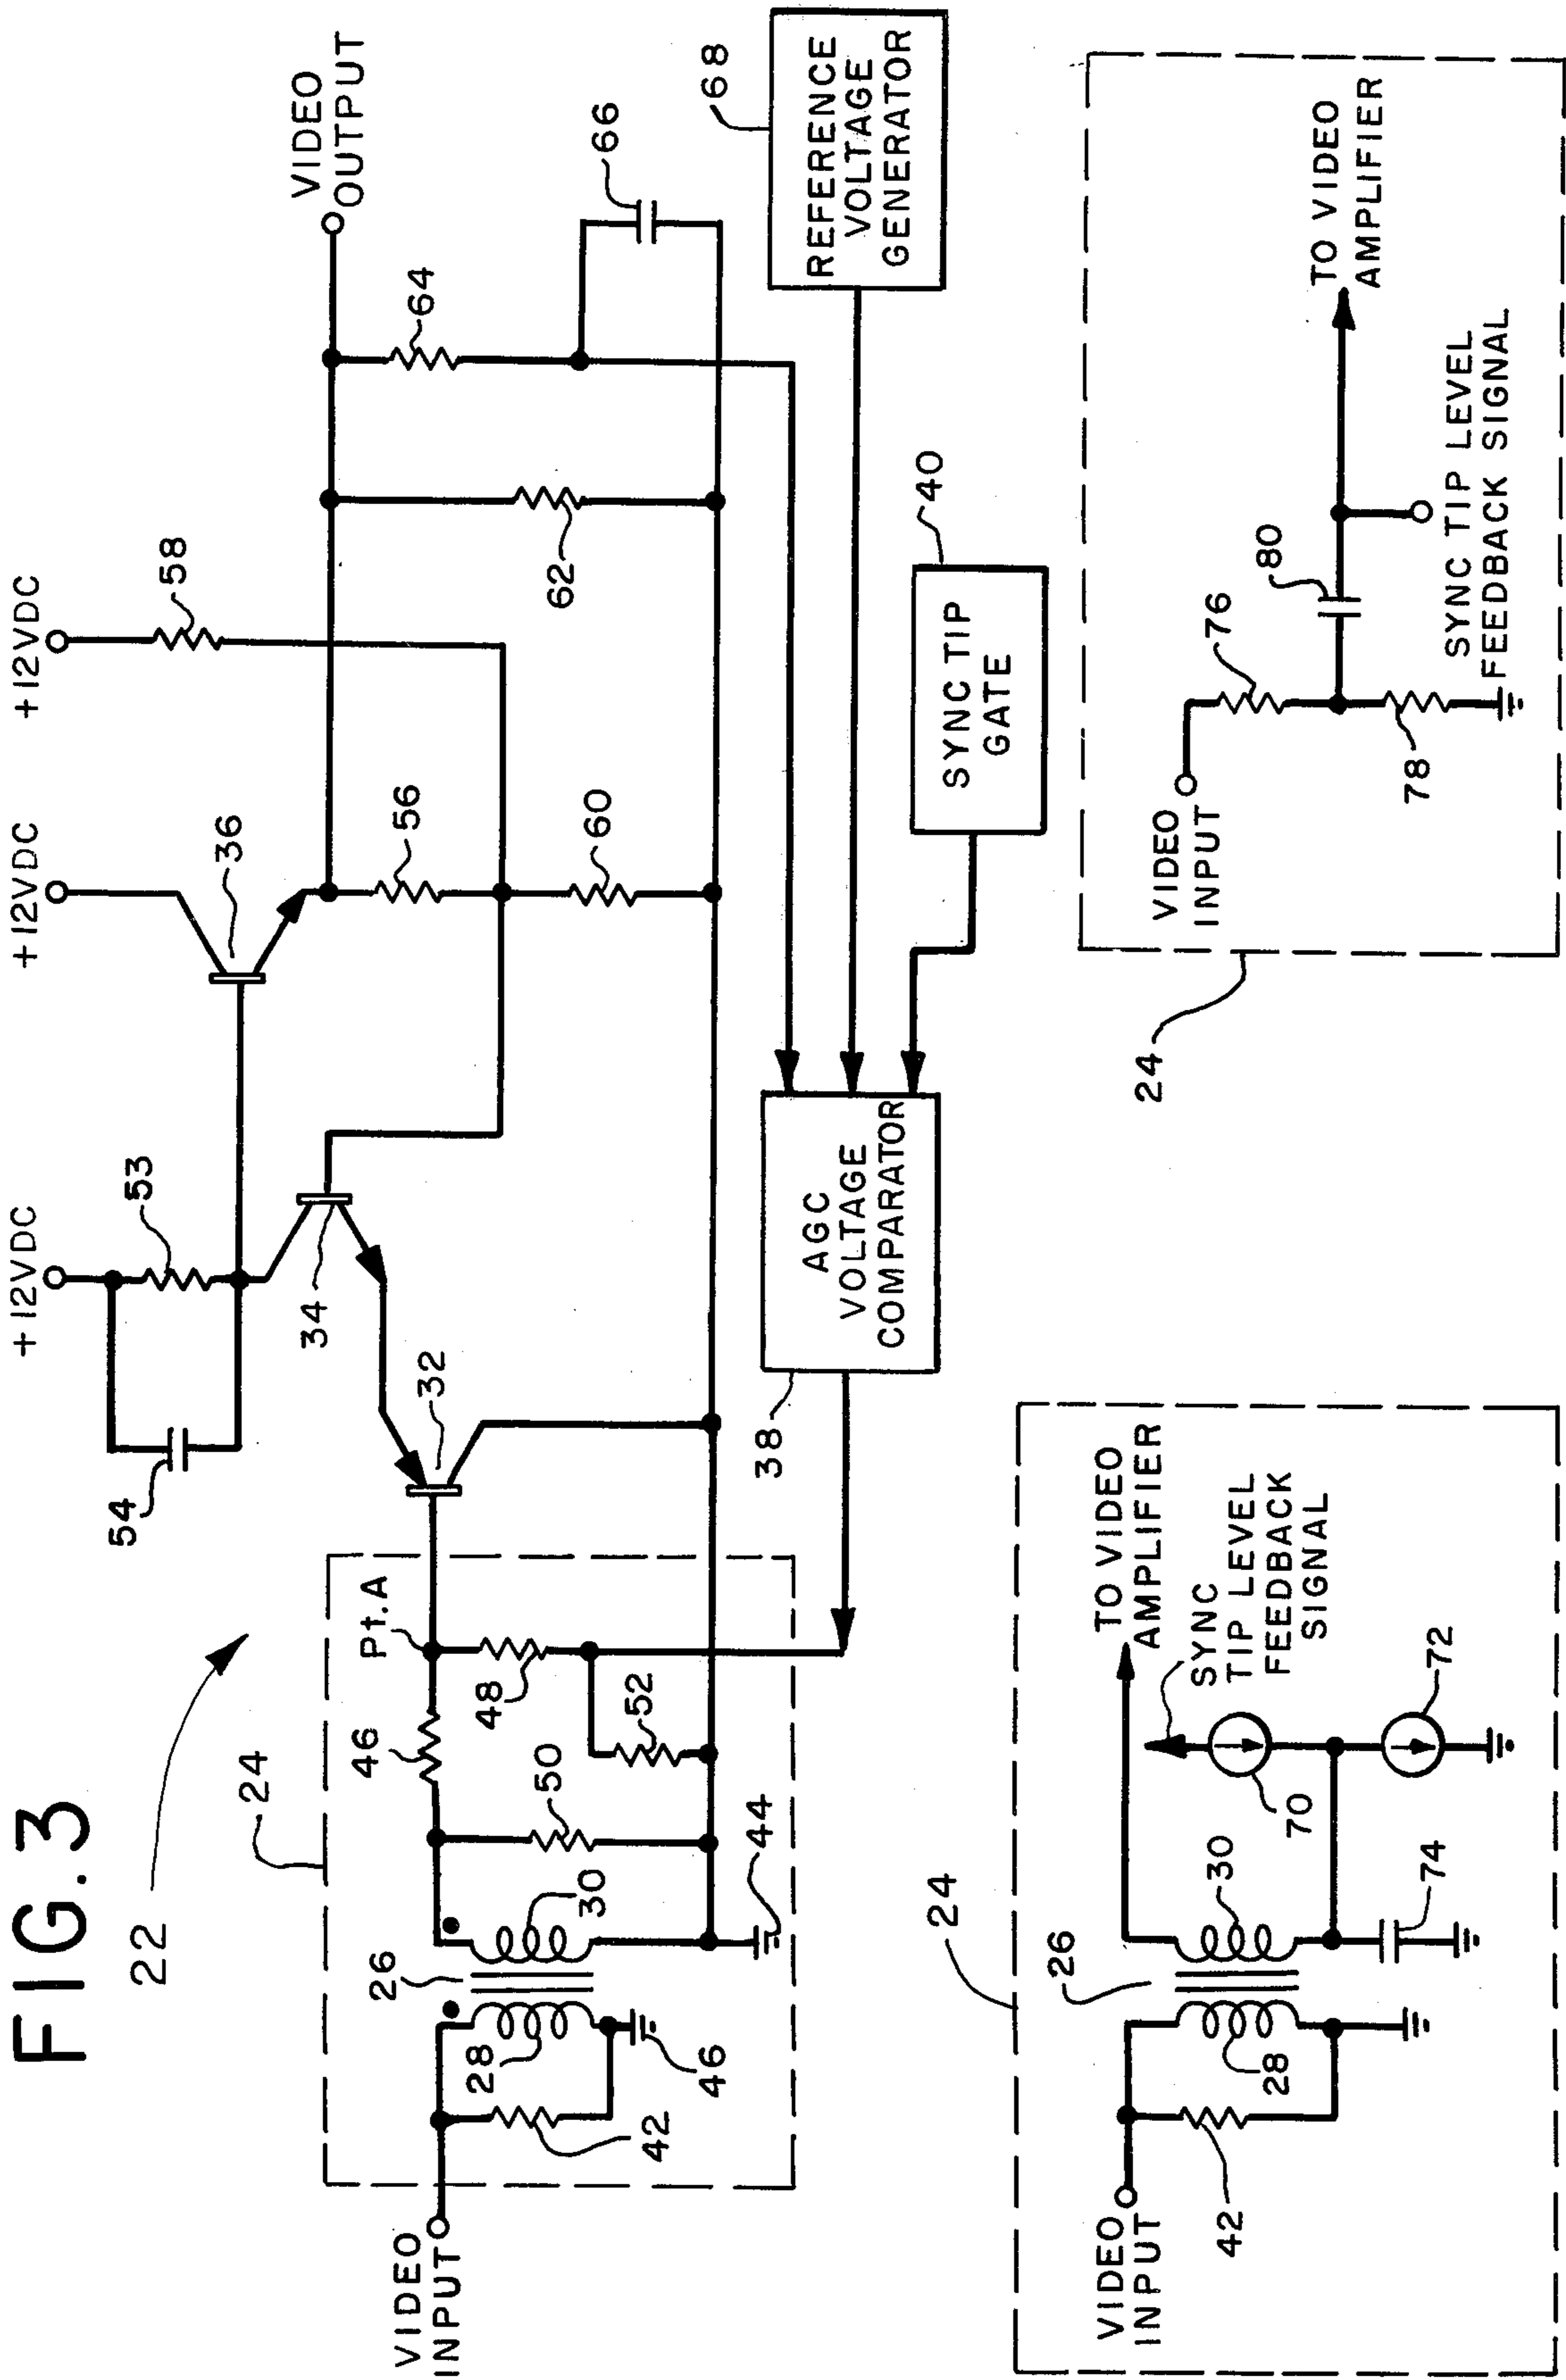 FIG.3
22
24
VIDEO
INPUT
26
28
30
42
46
44
50
46
48
52
Pt.A
32
34
54
53
+12VDC
36
+12VDC
56
60
58
+12VDC
62
64
66
VIDEO
OUTPUT
38
AGC
VOLTAGE
COMPARATOR
40
SYNC TIP
GATE
68
REFERENCE
VOLTAGE
GENERATOR
24
VIDEO
INPUT
42
26
28
30
74
70
72
TO VIDEO
AMPLIFIER
SYNC
TIP LEVEL
FEEDBACK
SIGNAL
24
VIDEO
INPUT
76
78
80
TO VIDEO
AMPLIFIER
SYNC TIP LEVEL
FEEDBACK SIGNAL